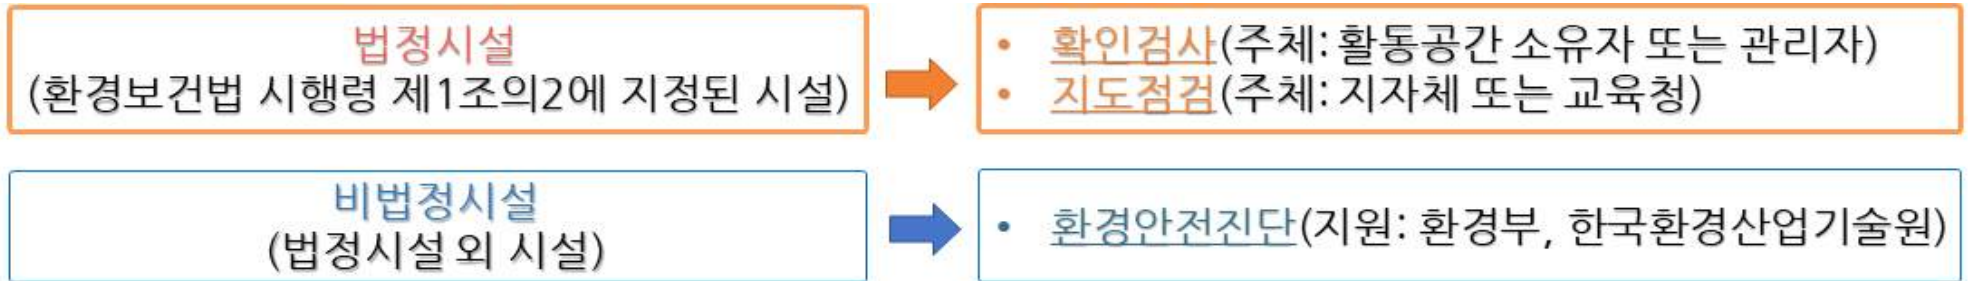 법정시설
(환경보건법 시행령 제1조의2에 지정된 시설)
• 확인검사(주체: 활동공간 소유자 또는 관리자)
• 지도점검(주체: 지자체 또는 교육청)
비법정시설
(법정시설 외 시설)
• 환경안전진단(지원: 환경부, 한국환경산업기술원)